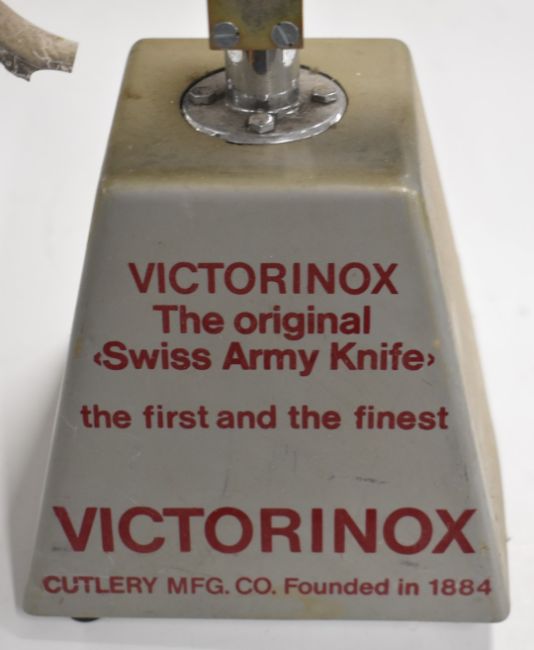 VICTORINOX
The original
‹Swiss Army Knife›
the first and the finest
VICTORINOX
CUTLERY MFG. CO. Founded in 1884